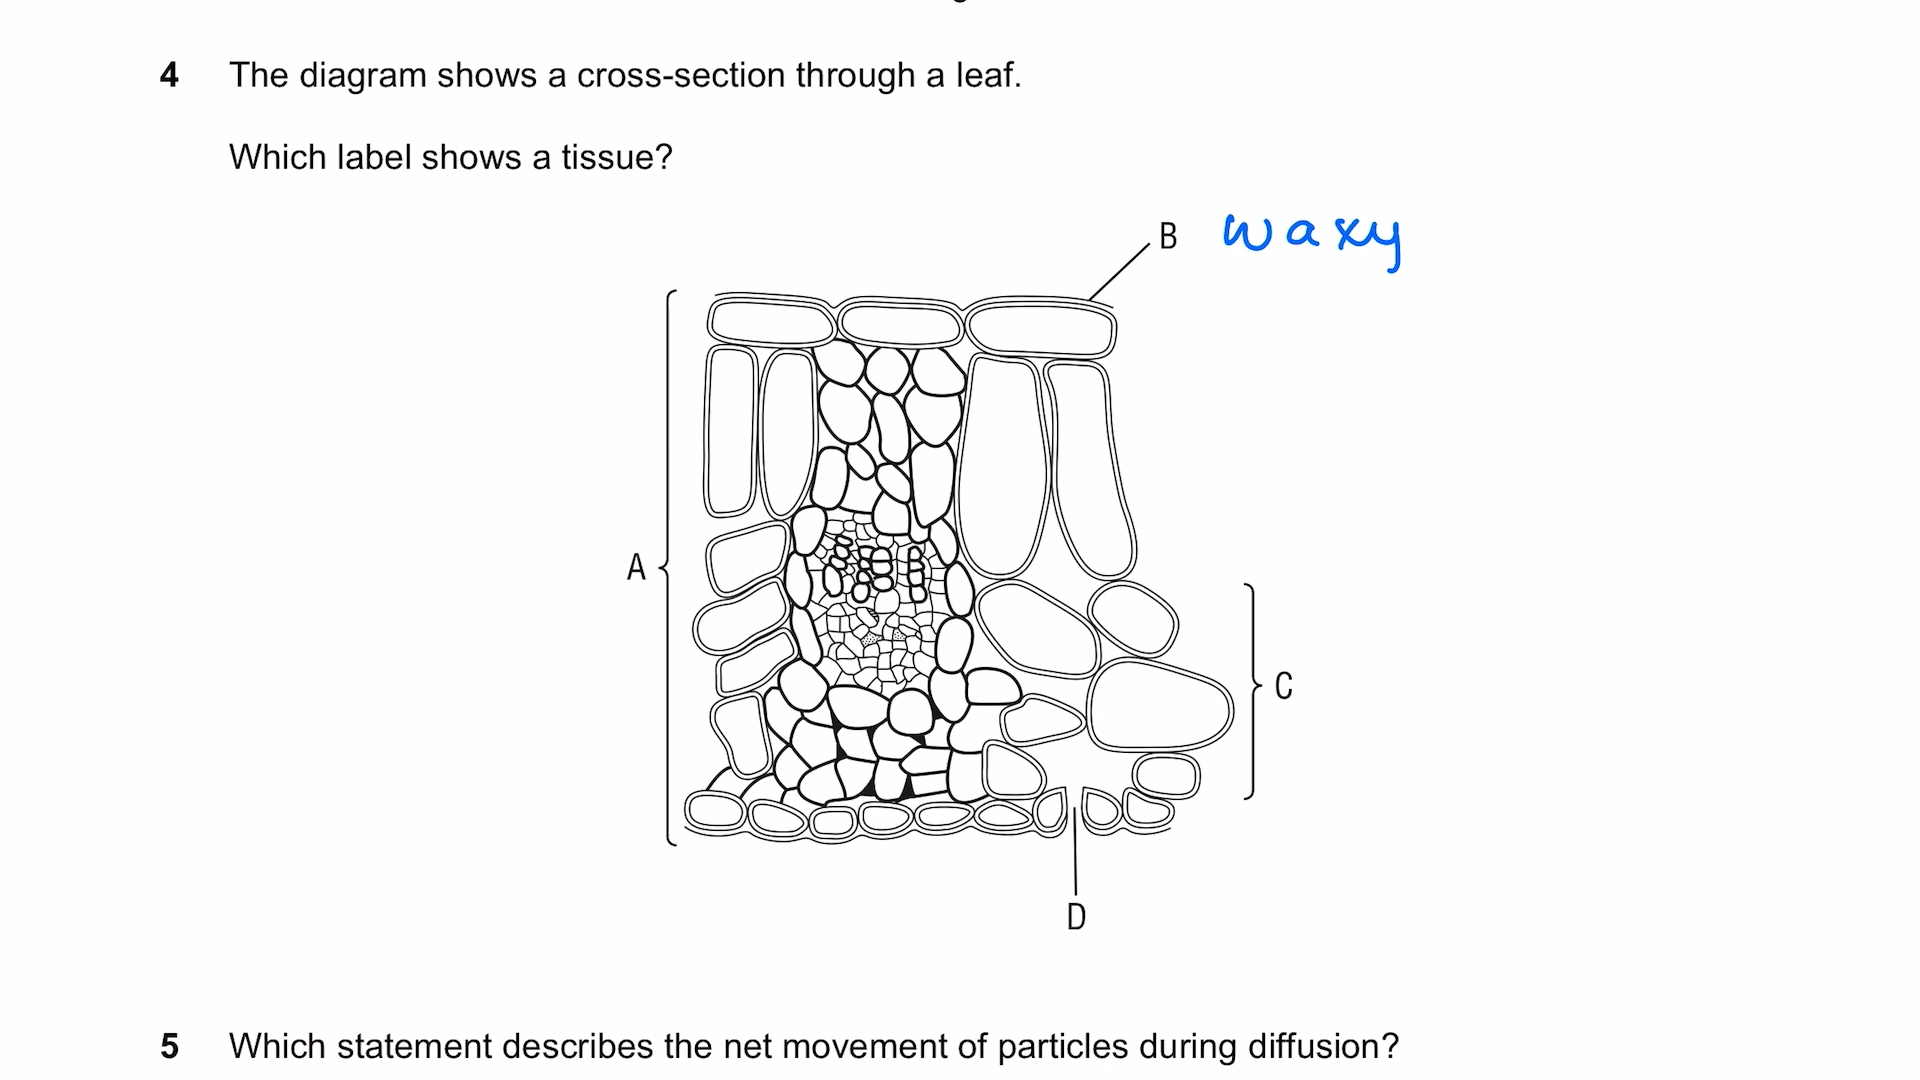 4 The diagram shows a cross-section through a leaf.
Which label shows a tissue?
B waxy
A
C
D
5 Which statement describes the net movement of particles during diffusion?